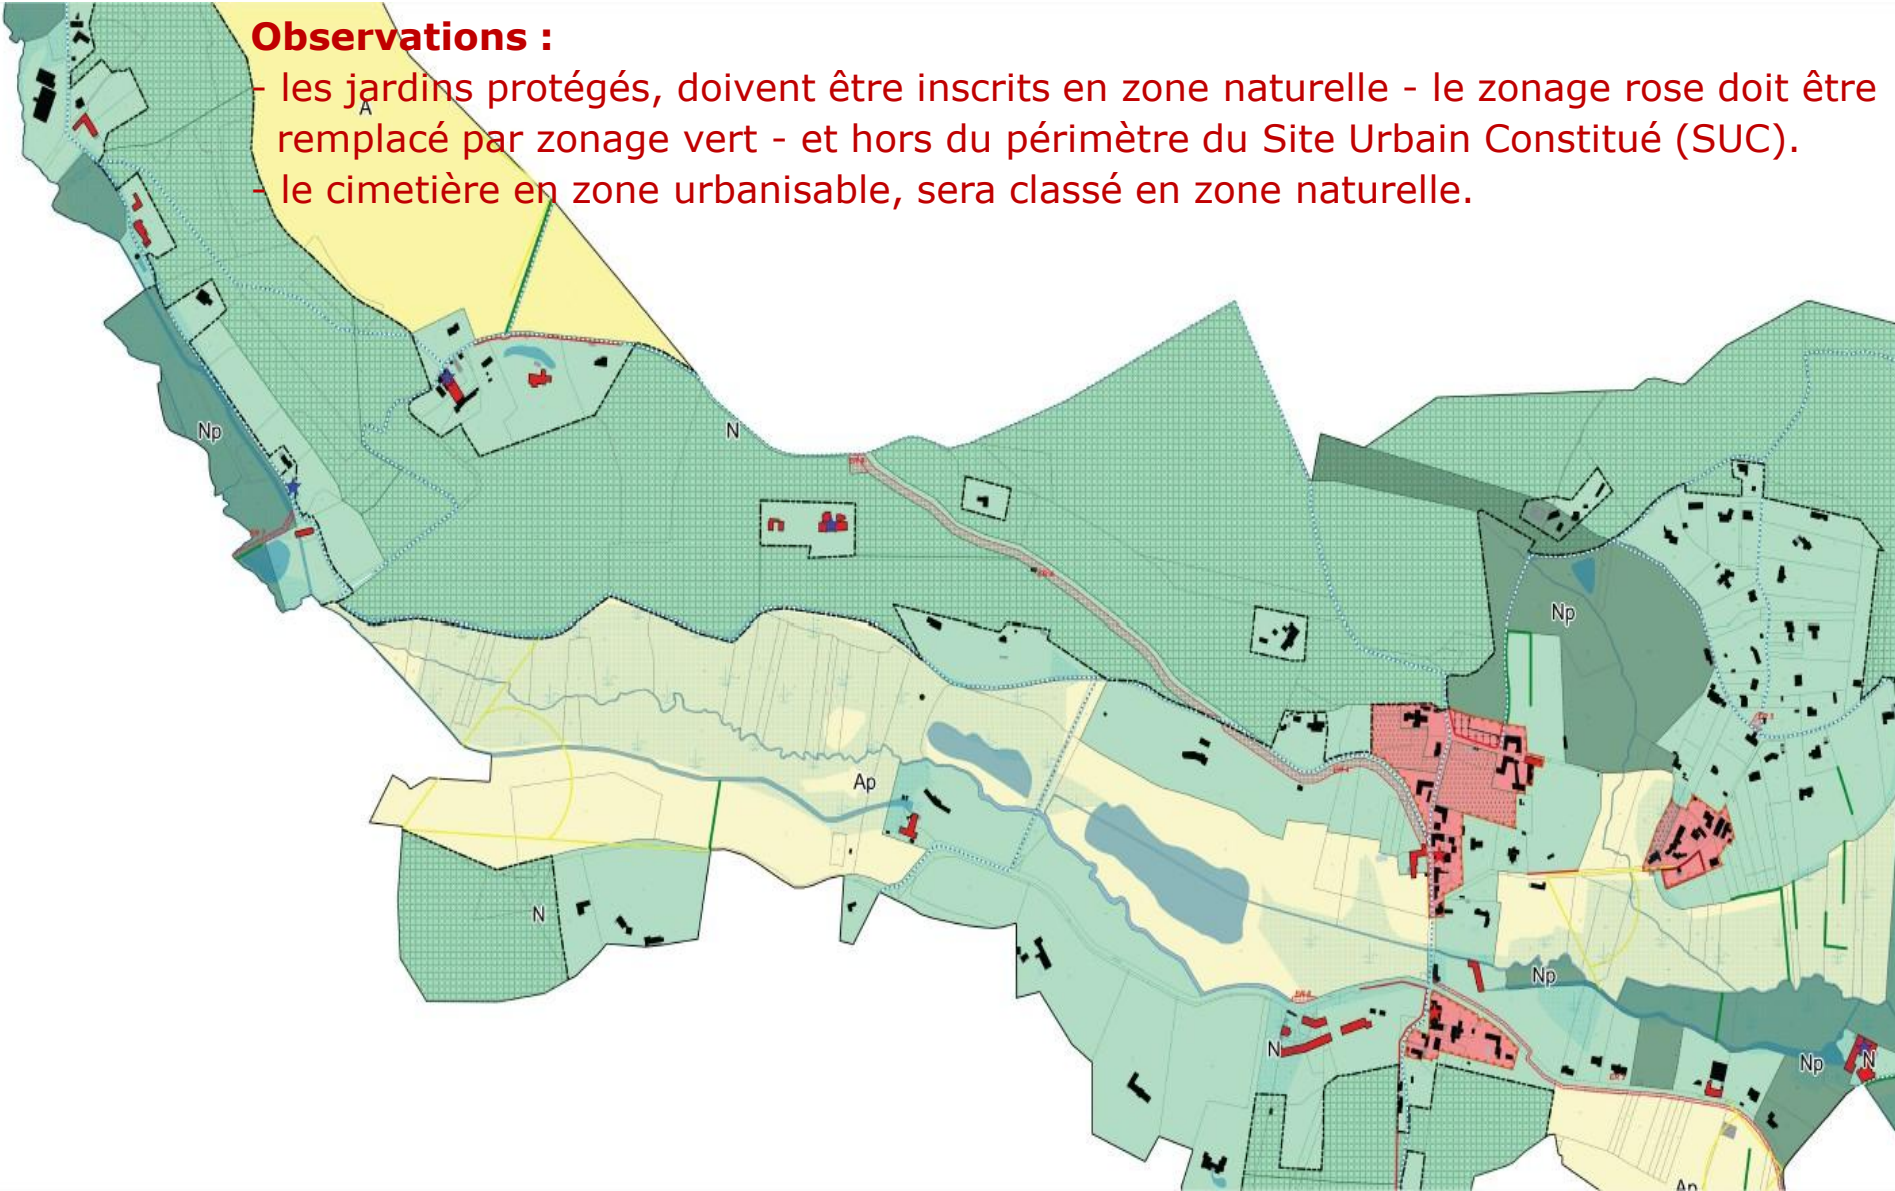 Observations :
- les jardins protégés, doivent être inscrits en zone naturelle - le zonage rose doit être
remplacé par zonage vert - et hors du périmètre du Site Urbain Constitué (SUC).
- le cimetière en zone urbanisable, sera classé en zone naturelle.
A
Np
N
Np
Ap
N
Np
N
Np
N
Ap